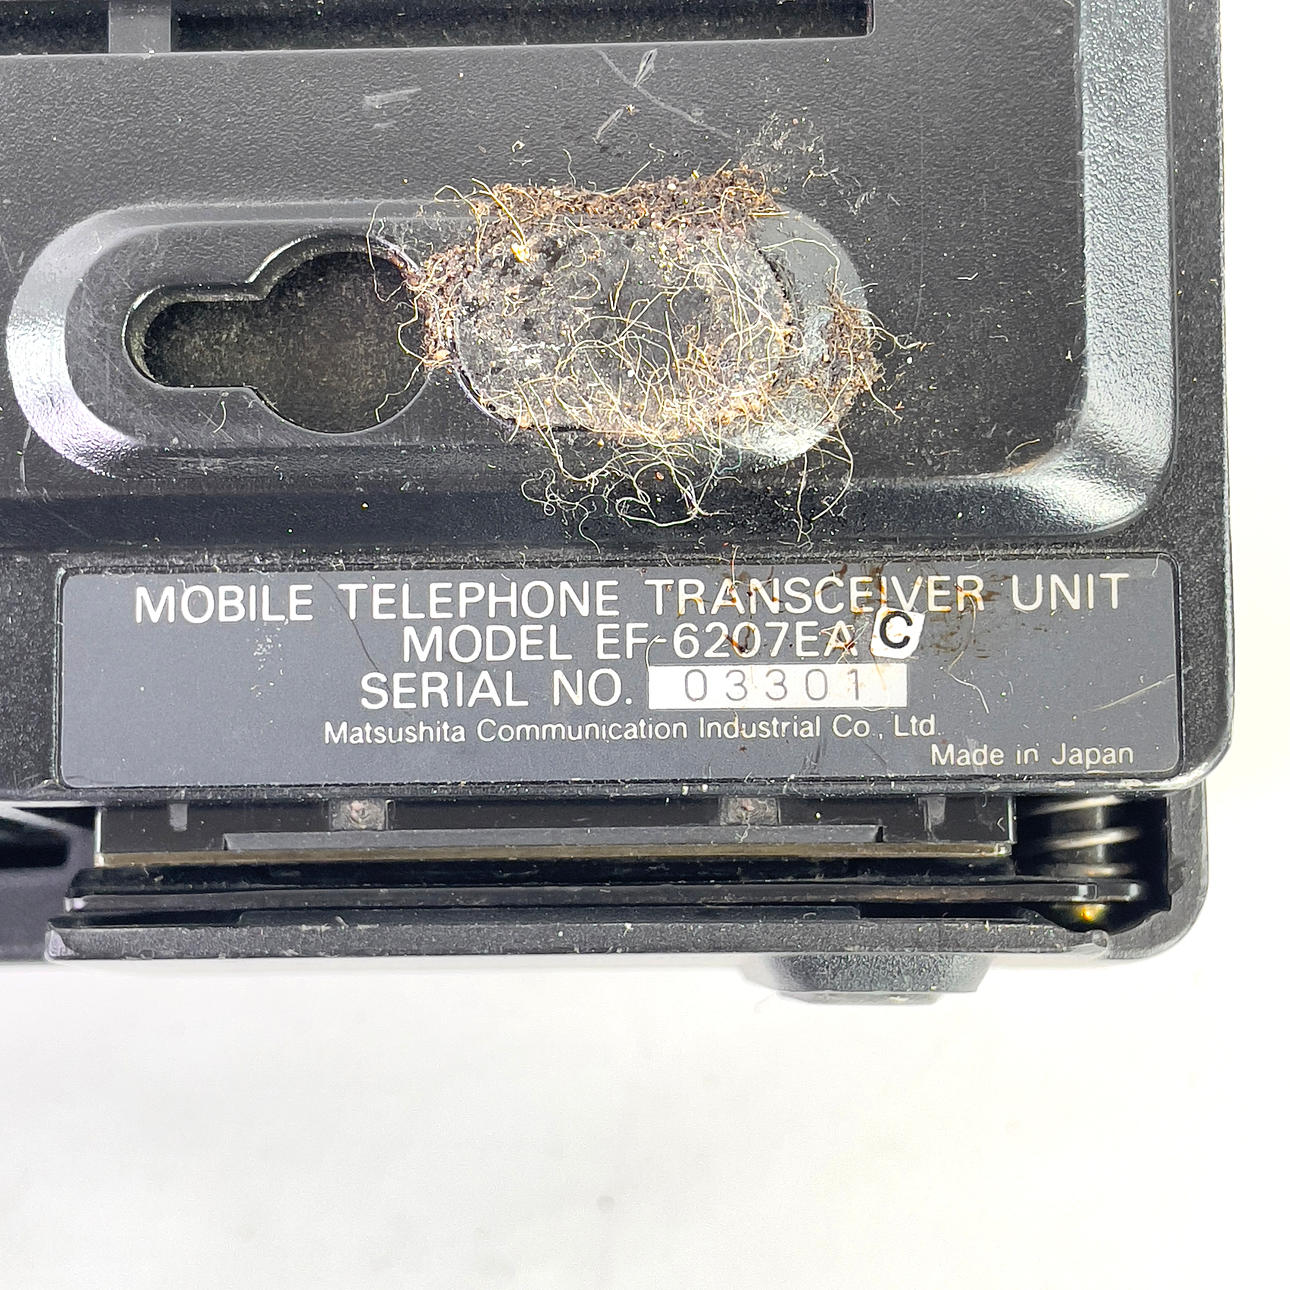 MOBILE TELEPHONE TRANSCEIVER UNIT
MODEL EF-6207EA C
SERIAL NO. 03301
Matsushita Communication Industrial Co., Ltd.
Made in Japan